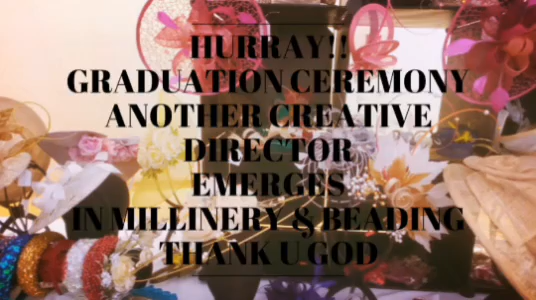 HURRAY!!
GRADUATION CEREMONY
ANOTHER CREATIVE
DIRECTOR
EMERGES
IN MILLINERY & BEADING
THANK U GOD